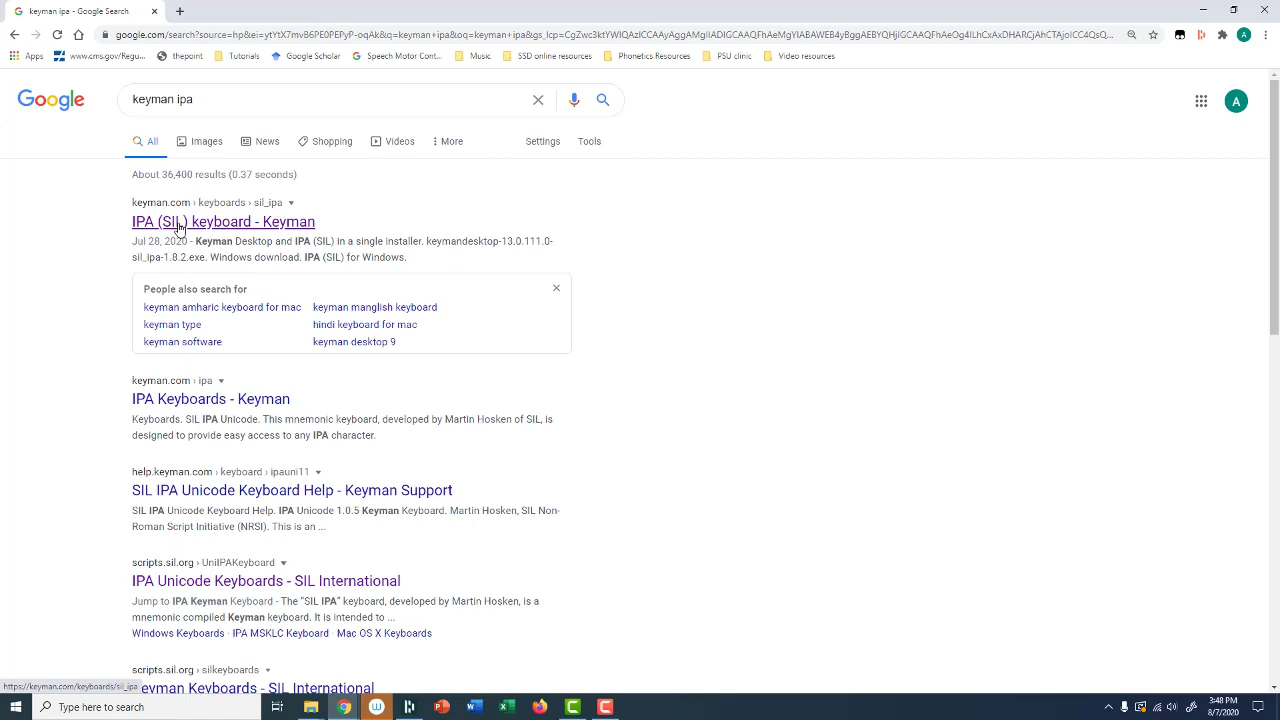 keyman ipa - Google Search
google.com/search?source=hp&ei=ytYtX7mvB6PE0PEPyP-oqAk&q=keyman+ipa&oq=keyman+ipa&gs_lcp=
Apps www.cms.gov/Regu... thepoint Tutorials Google Scholar Speech Motor Cont... Music SSD online resources Phonetics Resources PSU clinic Video resources
Google keyman ipa A
All Images News Shopping Videos More Settings Tools
About 36,400 results (0.37 seconds)
keyman.com › keyboards › sil_ipa
IPA (SIL) keyboard - Keyman
Jul 28, 2020 - Keyman Desktop and IPA (SIL) in a single installer. keymandesktop-13.0.111.0-
sil_ipa-1.8.2.exe. Windows download. IPA (SIL) for Windows.
People also search for
keyman amharic keyboard for mac keyman manglish keyboard
keyman type hindi keyboard for mac
keyman software keyman desktop 9
keyman.com › ipa
IPA Keyboards - Keyman
Keyboards. SIL IPA Unicode. This mnemonic keyboard, developed by Martin Hosken of SIL, is
designed to provide easy access to any IPA character.
help.keyman.com › keyboard › ipauni11
SIL IPA Unicode Keyboard Help - Keyman Support
SIL IPA Unicode Keyboard Help. IPA Unicode 1.0.5 Keyman Keyboard. Martin Hosken, SIL Non-
Roman Script Initiative (NRSI). This is an ...
scripts.sil.org › UniIPAKeyboard
IPA Unicode Keyboards - SIL International
Jump to IPA Keyman Keyboard - The “SIL IPA” keyboard, developed by Martin Hosken, is a
mnemonic compiled Keyman keyboard. It is intended to ...
Windows Keyboards · IPA MSKLC Keyboard · Mac OS X Keyboards
scripts.sil.org › silkeyboards
eyman Keyboards - SIL International
https://keyman.com/keyboards/sil_ipa
Type here to search
3:48 PM
8/7/2020